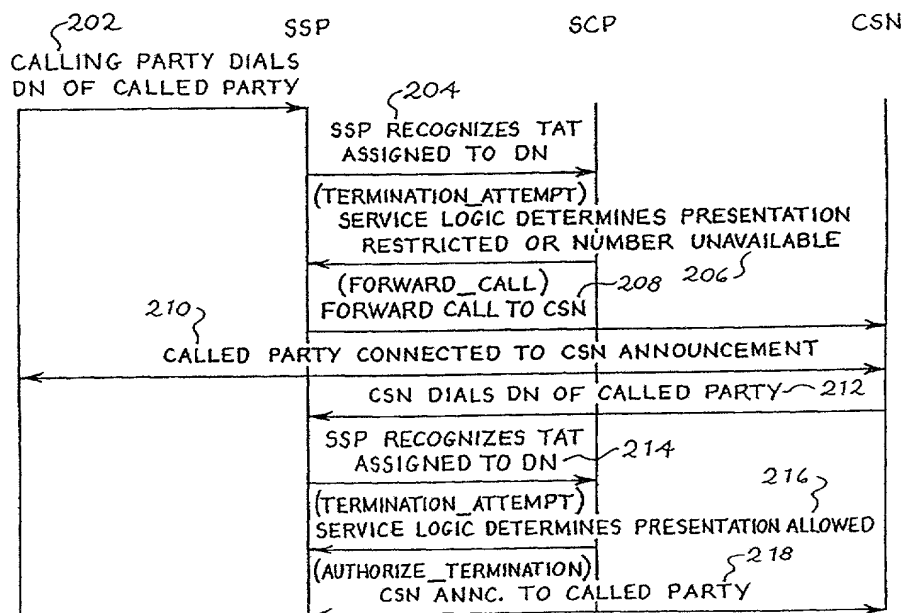 202
SSP
SCP
CSN
CALLING PARTY DIALS
DN OF CALLED PARTY
204
SSP RECOGNIZES TAT
ASSIGNED TO DN
(TERMINATION_ATTEMPT)
SERVICE LOGIC DETERMINES PRESENTATION
RESTRICTED OR NUMBER UNAVAILABLE
206
(FORWARD_CALL)
208
FORWARD CALL TO CSN
210
CALLED PARTY CONNECTED TO CSN ANNOUNCEMENT
CSN DIALS DN OF CALLED PARTY 212
SSP RECOGNIZES TAT
ASSIGNED TO DN 214
(TERMINATION_ATTEMPT)
216
SERVICE LOGIC DETERMINES PRESENTATION ALLOWED
(AUTHORIZE_TERMINATION)
218
CSN ANNC. TO CALLED PARTY